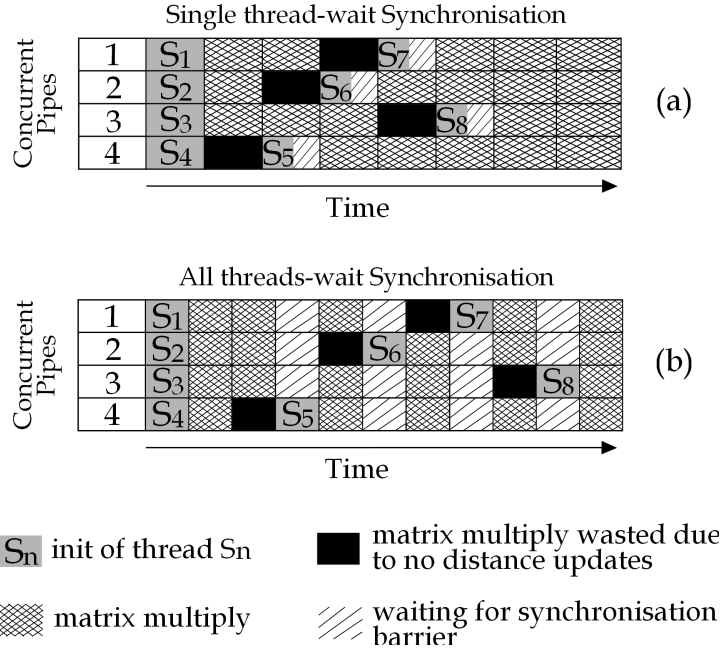 Single thread-wait Synchronisation
Concurrent
Pipes
1 S1 S7
2 S2 S6
3 S3 S8
4 S4 S5
(a)
Time
All threads-wait Synchronisation
Concurrent
Pipes
1 S1 S7
2 S2 S6
3 S3 S8
4 S4 S5
(b)
Time
Sn init of thread Sn
matrix multiply wasted due
to no distance updates
matrix multiply
waiting for synchronisation
barrier